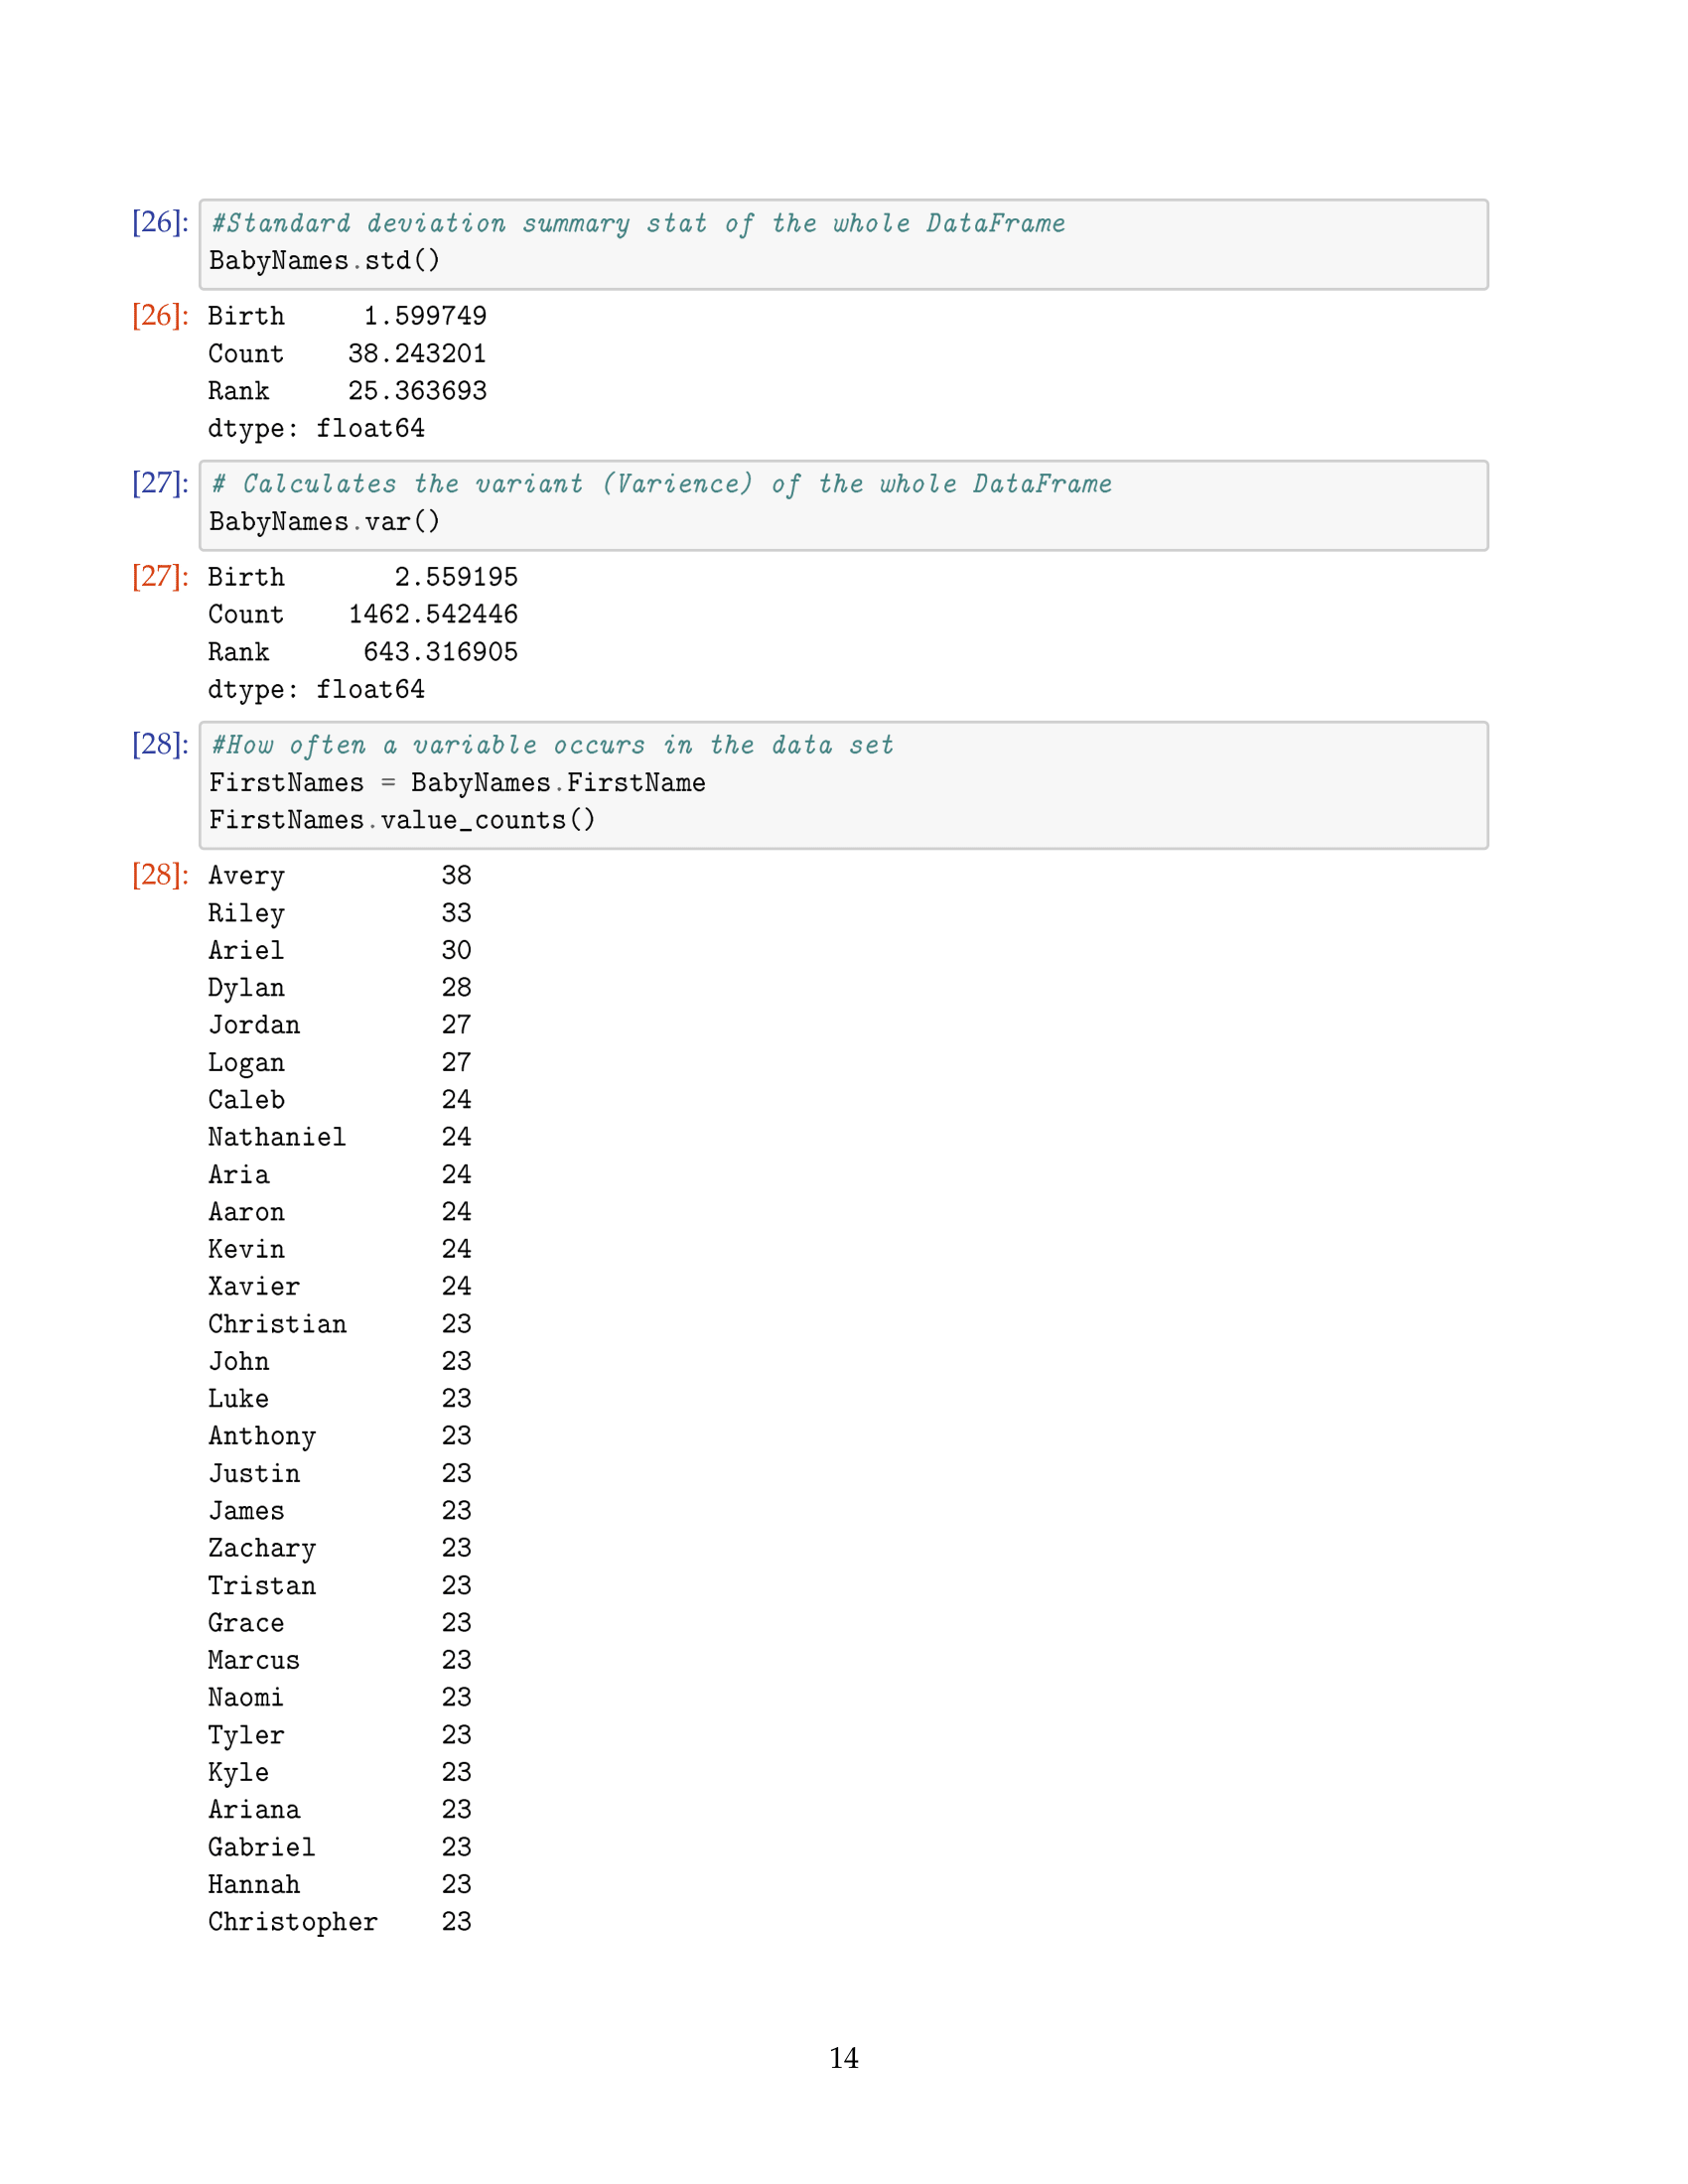 [26]: #Standard deviation summary stat of the whole DataFrame
BabyNames.std()
[26]: Birth 1.599749
Count 38.243201
Rank 25.363693
dtype: float64
[27]: # Calculates the variant (Varience) of the whole DataFrame
BabyNames.var()
[27]: Birth 2.559195
Count 1462.542446
Rank 643.316905
dtype: float64
[28]: #How often a variable occurs in the data set
FirstNames = BabyNames.FirstName
FirstNames.value_counts()
[28]: Avery 38
Riley 33
Ariel 30
Dylan 28
Jordan 27
Logan 27
Caleb 24
Nathaniel 24
Aria 24
Aaron 24
Kevin 24
Xavier 24
Christian 23
John 23
Luke 23
Anthony 23
Justin 23
James 23
Zachary 23
Tristan 23
Grace 23
Marcus 23
Naomi 23
Tyler 23
Kyle 23
Ariana 23
Gabriel 23
Hannah 23
Christopher 23
14